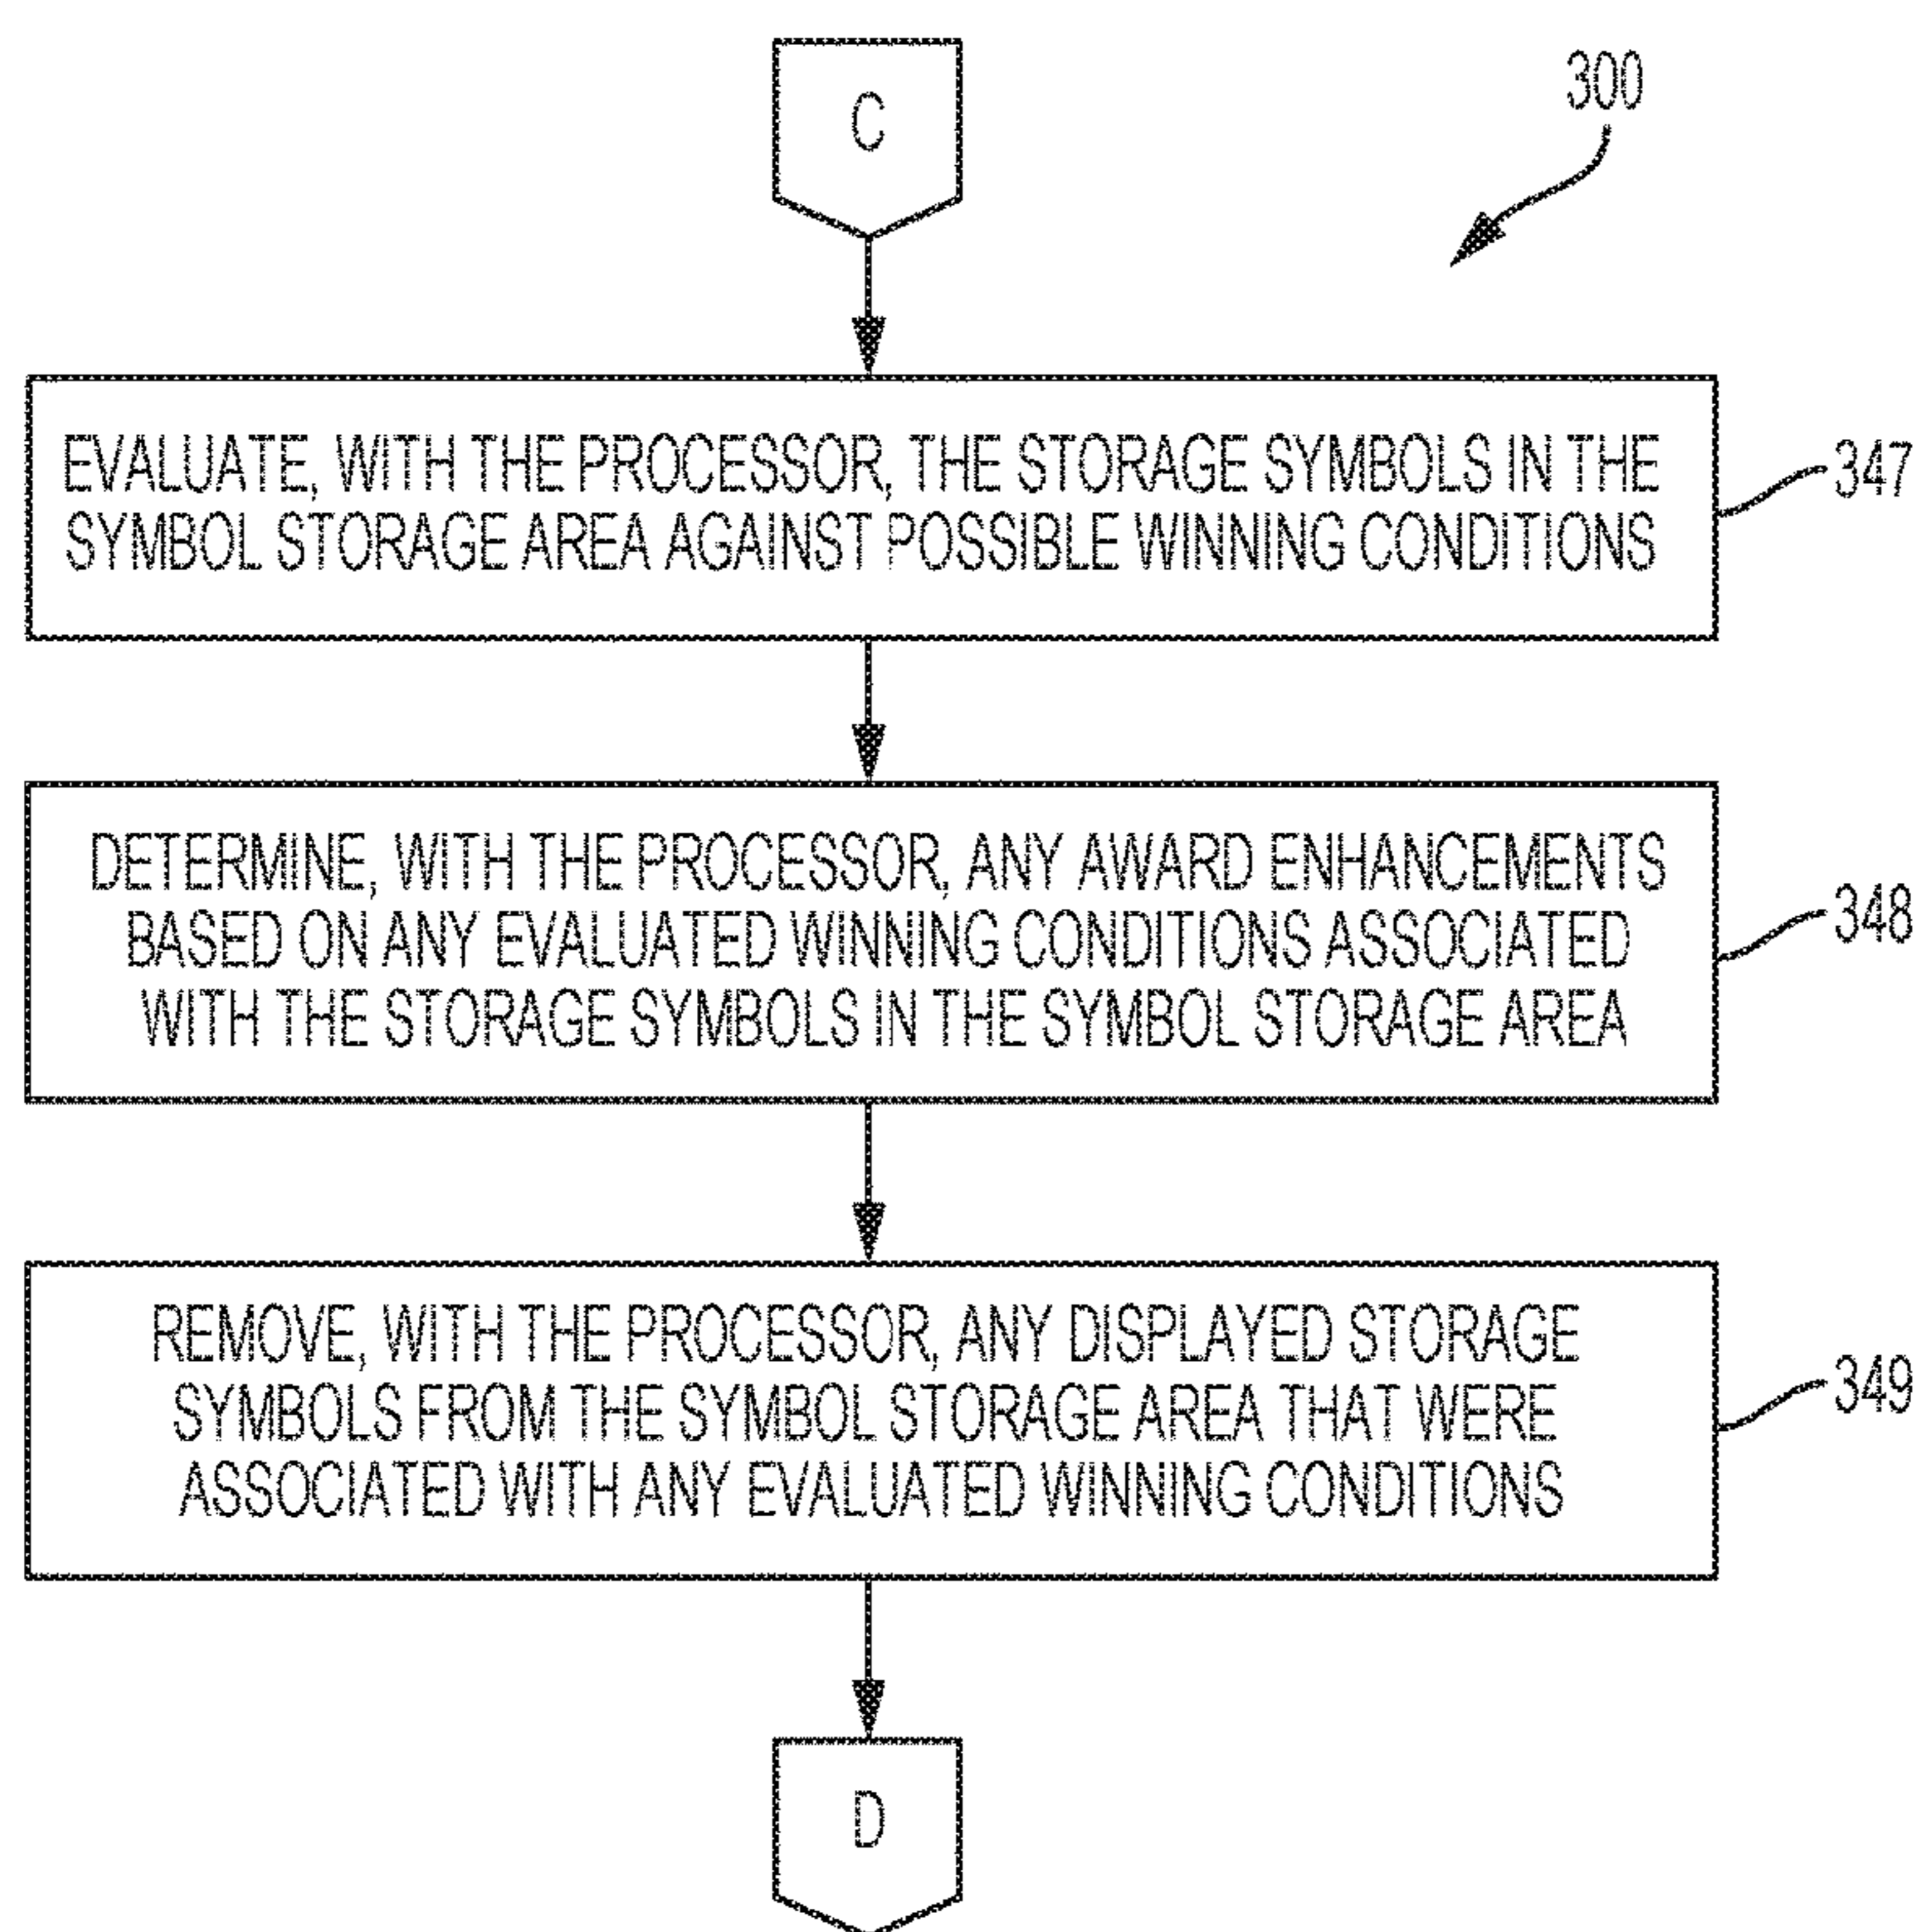 C
300
EVALUATE, WITH THE PROCESSOR, THE STORAGE SYMBOLS IN THE
SYMBOL STORAGE AREA AGAINST POSSIBLE WINNING CONDITIONS
347
DETERMINE, WITH THE PROCESSOR, ANY AWARD ENHANCEMENTS
BASED ON ANY EVALUATED WINNING CONDITIONS ASSOCIATED
WITH THE STORAGE SYMBOLS IN THE SYMBOL STORAGE AREA
348
REMOVE, WITH THE PROCESSOR, ANY DISPLAYED STORAGE
SYMBOLS FROM THE SYMBOL STORAGE AREA THAT WERE
ASSOCIATED WITH ANY EVALUATED WINNING CONDITIONS
349
D